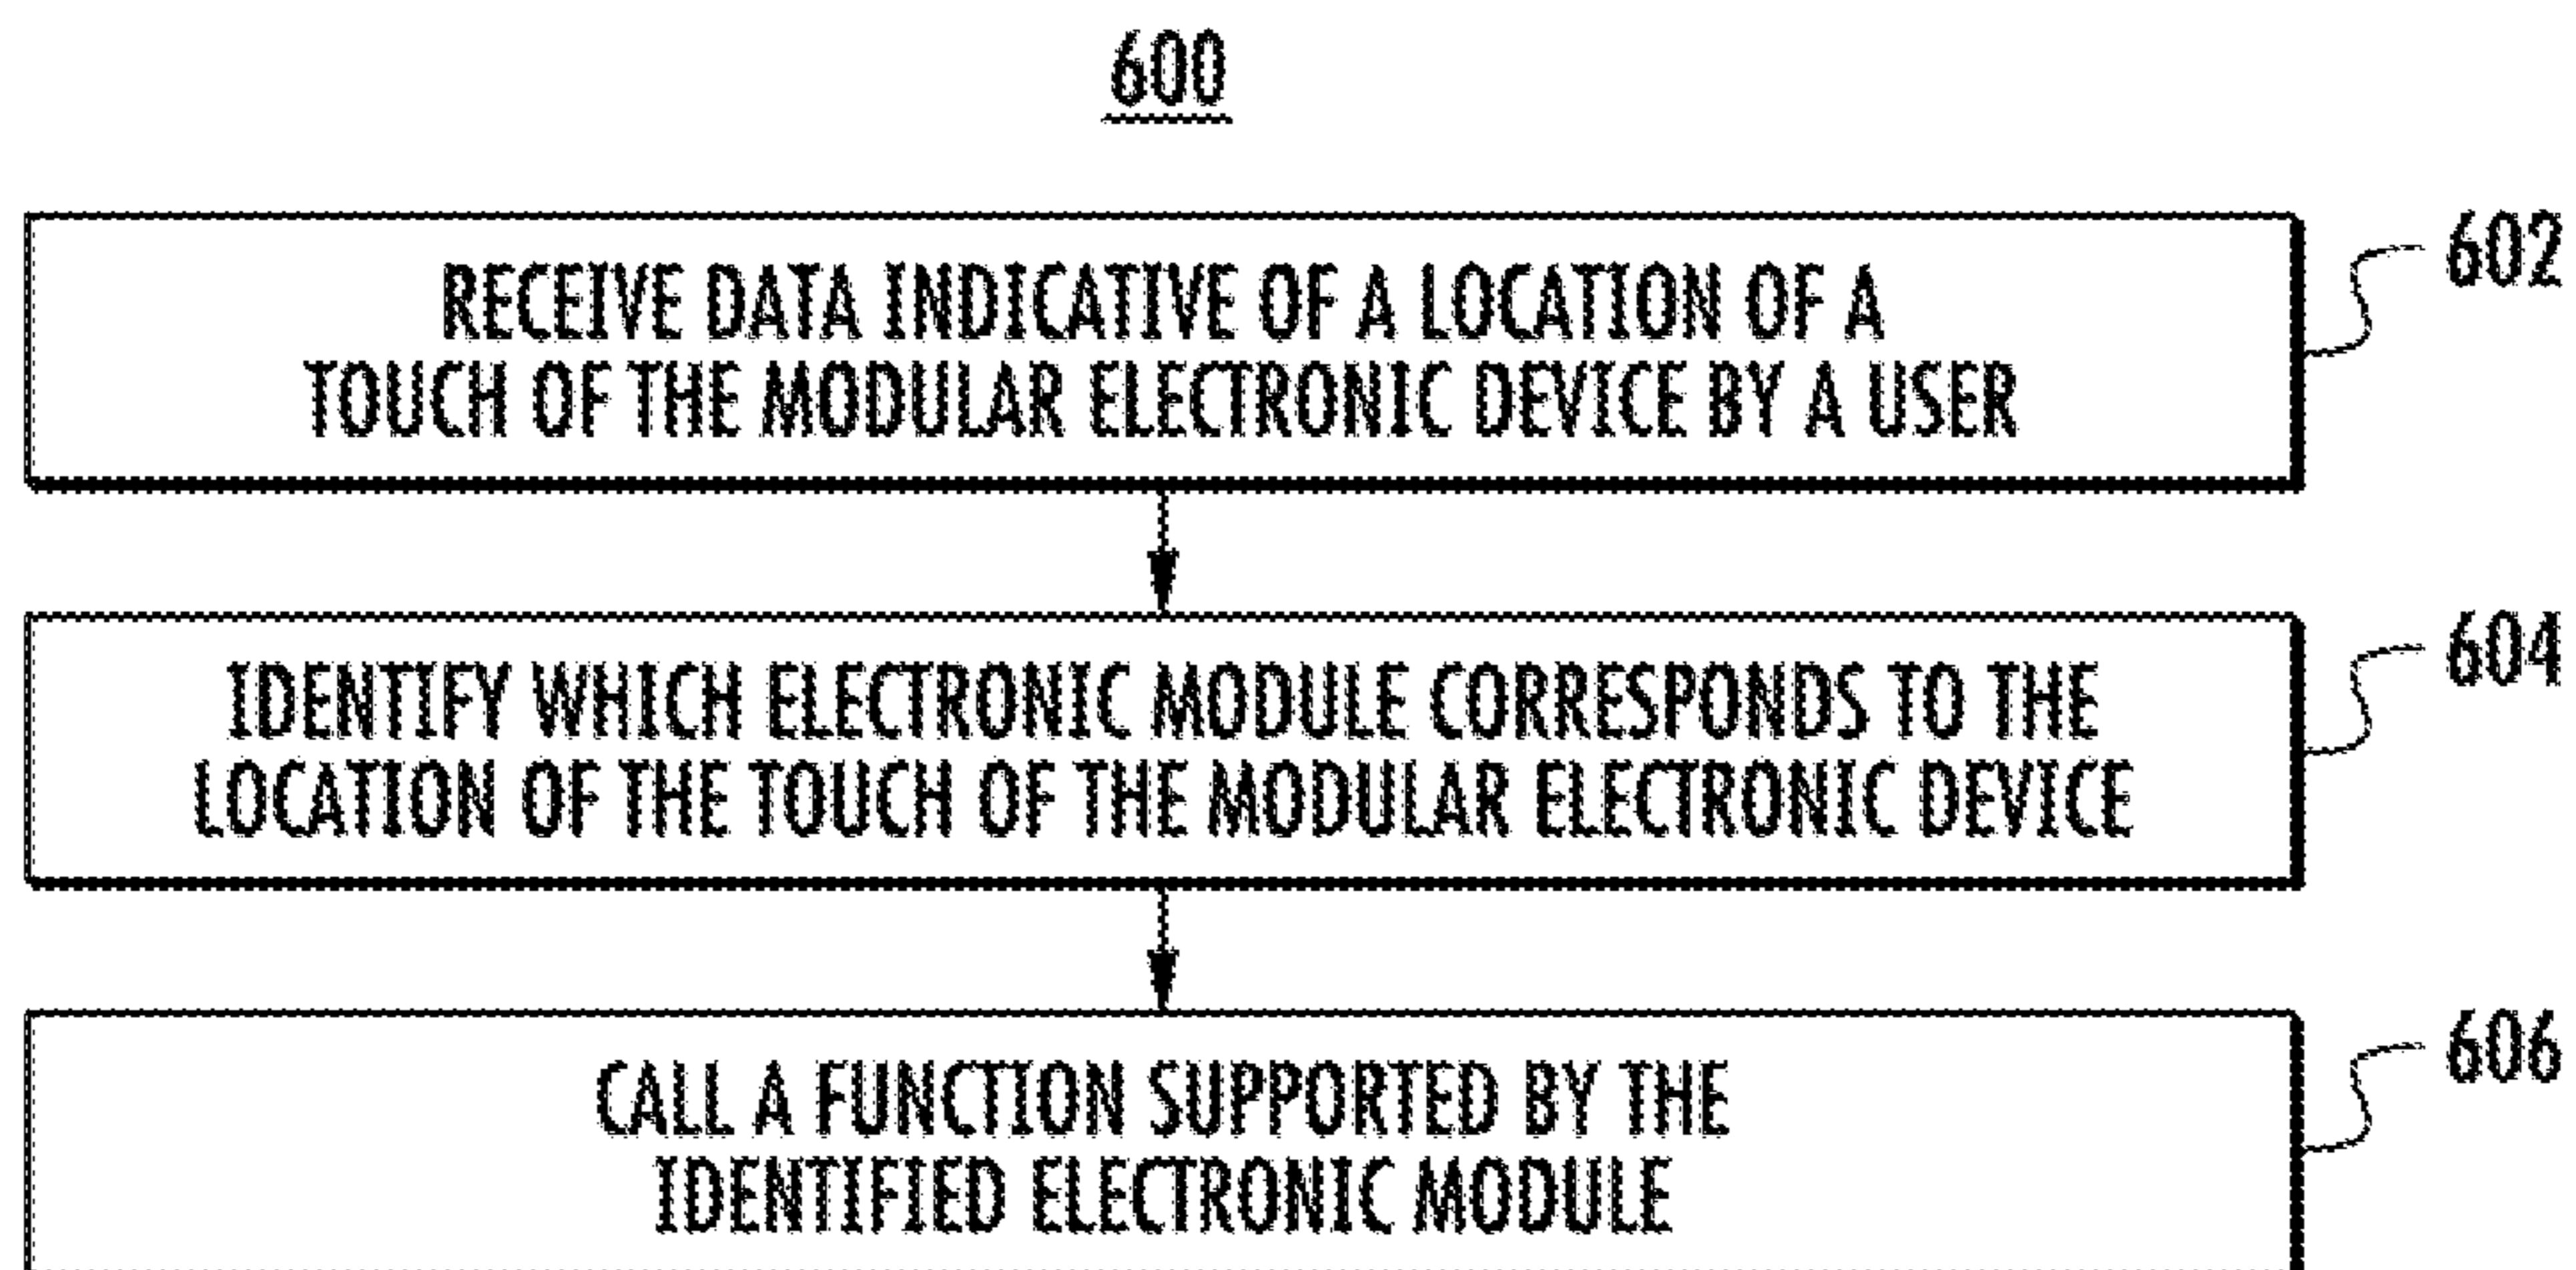 600
RECEIVE DATA INDICATIVE OF A LOCATION OF A
602
TOUCH OF THE MODULAR ELECTRONIC DEVICE BY A USER
IDENTIFY WHICH ELECTRONIC MODULE CORRESPONDS TO THE
604
LOCATION OF THE TOUCH OF THE MODULAR ELECTRONIC DEVICE
CALL A FUNCTION SUPPORTED BY THE
606
IDENTIFIED ELECTRONIC MODULE